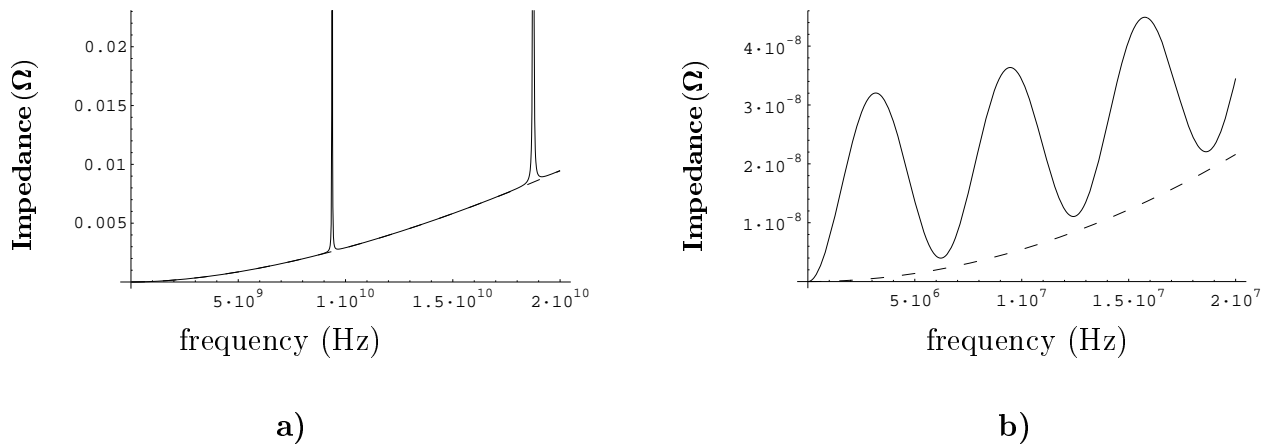 Impedance(Ω)
0.02
0.015
0.01
0.005
5·10⁹ 1·10¹⁰ 1.5·10¹⁰ 2·10¹⁰
frequency (Hz)
a)
Impedance(Ω)
4·10⁻⁸
3·10⁻⁸
2·10⁻⁸
1·10⁻⁸
5·10⁶ 1·10⁷ 1.5·10⁷ 2·10⁷
frequency (Hz)
b)